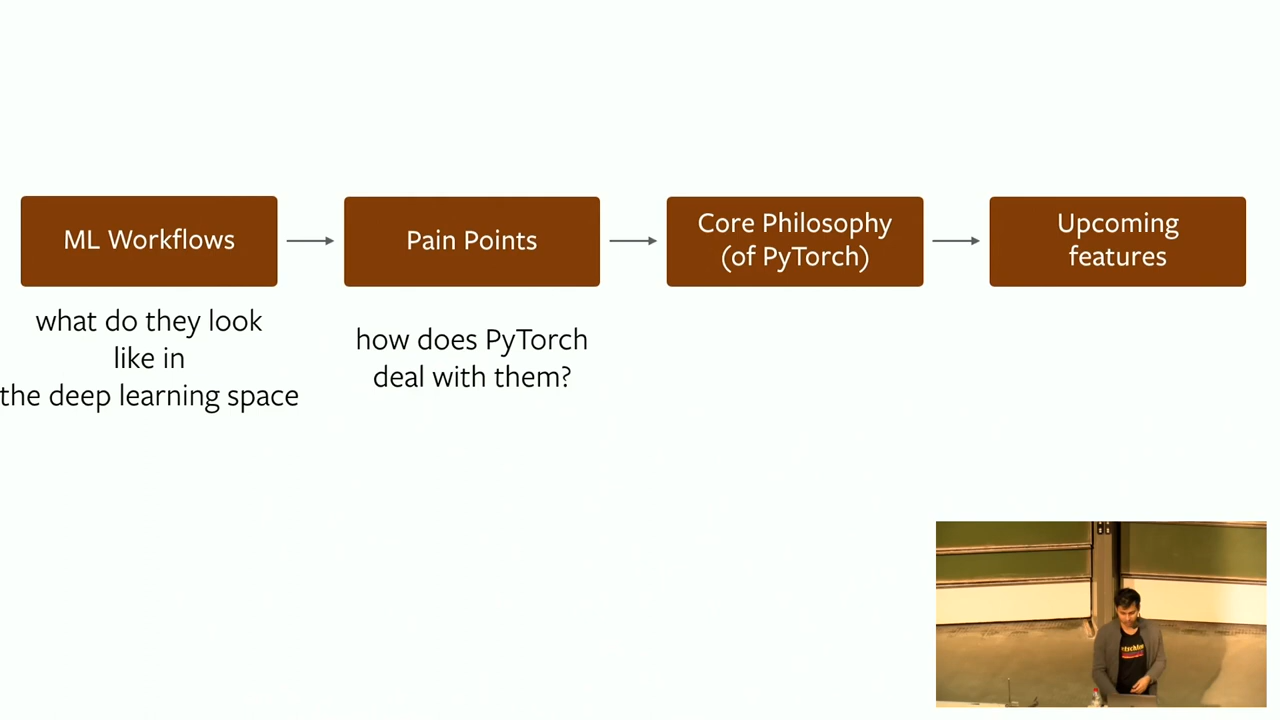 ML Workflows
Pain Points
Core Philosophy
(of PyTorch)
Upcoming
features
what do they look
like in
the deep learning space
how does PyTorch
deal with them?